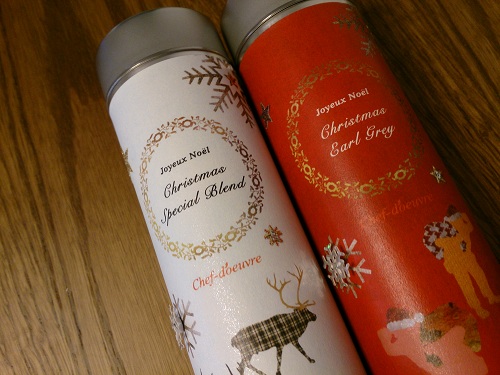 Joyeux Noël
Christmas
Special Blend
Chef-d'oeuvre
Joyeux Noël
Christmas
Earl Grey
Chef-d'oeuvre